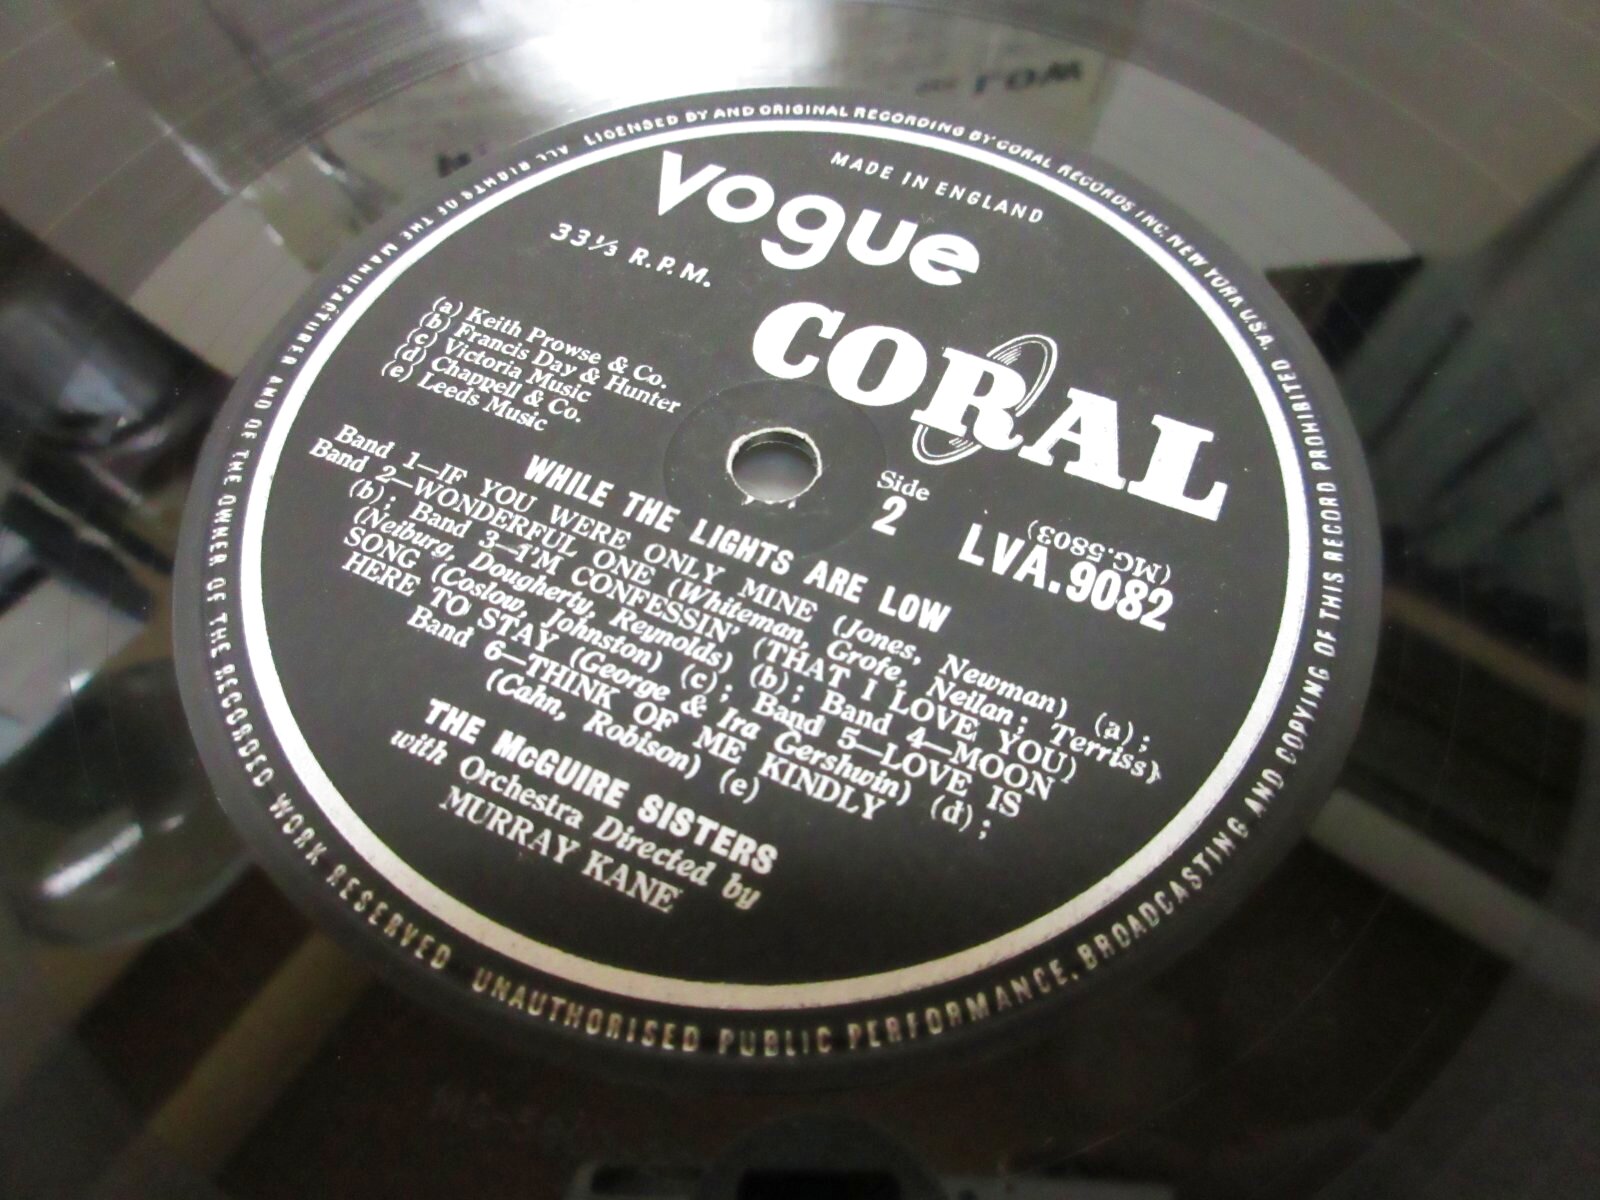 LICENSED BY AND ORIGINAL RECORDING BY CORAL RECORDS INC. NEW YORK U.S.A. PROHIBITED.
MADE IN ENGLAND
Vogue
33⅓ R.P.M.
CORAL
(a) Keith Prowse & Co.
(b) Francis Day & Hunter
(c) Victoria Music
(d) Chappell & Co.
(e) Leeds Music
Side
2
(MG.5803)
LVA.9082
WHILE THE LIGHTS ARE LOW
Band 1—IF YOU WERE ONLY MINE (Jones, Newman) (a);
Band 2—WONDERFUL ONE (Whiteman, Grofe, Neilan; Terriss)
(b); Band 3—I'M CONFESSIN' (THAT I LOVE YOU)
(Neiburg, Dougherty, Reynolds) (b); Band 4—MOON
SONG (Coslow, Johnston) (c); Band 5—LOVE IS
HERE TO STAY (George & Ira Gershwin) (d);
Band 6—THINK OF ME KINDLY
(Cahn, Robison) (e)
THE McGUIRE SISTERS
with Orchestra Directed by
MURRAY KANE
ALL RIGHTS OF THE MANUFACTURER AND OF THE OWNER OF THE RECORDED WORK RESERVED
UNAUTHORISED PUBLIC PERFORMANCE, BROADCASTING AND COPYING OF THIS RECORD PROHIBITED
LOW